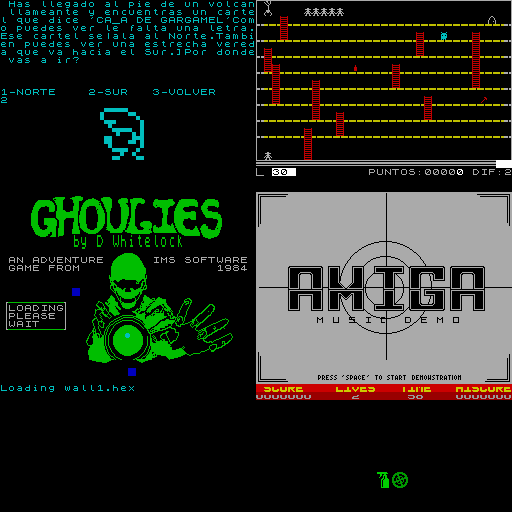 Has llegado al pie de un volcan
llameante y encuentras un carte
l que dice 'CALA DE GARGAMEL'Com
o puedes ver le falta una letra.
Ese cartel se$ala al Norte.Tambi
en puedes ver una estrecha vered
a que va hacia el Sur.]Por donde
vas a ir?
1-NORTE 2-SUR 3-VOLVER
2
30 PUNTOS:00000 DIF:2
GHOULIES
by D Whitelock
AN ADVENTURE IMS SOFTWARE
GAME FROM 1984
LOADING
PLEASE
WAIT
Loading wall1.hex
AMIGA
MUSIC DEMO
PRESS 'SPACE' TO START DEMONSTRATION
SCORE LIVES TIME HISCORE
0000000 2 58 0000000